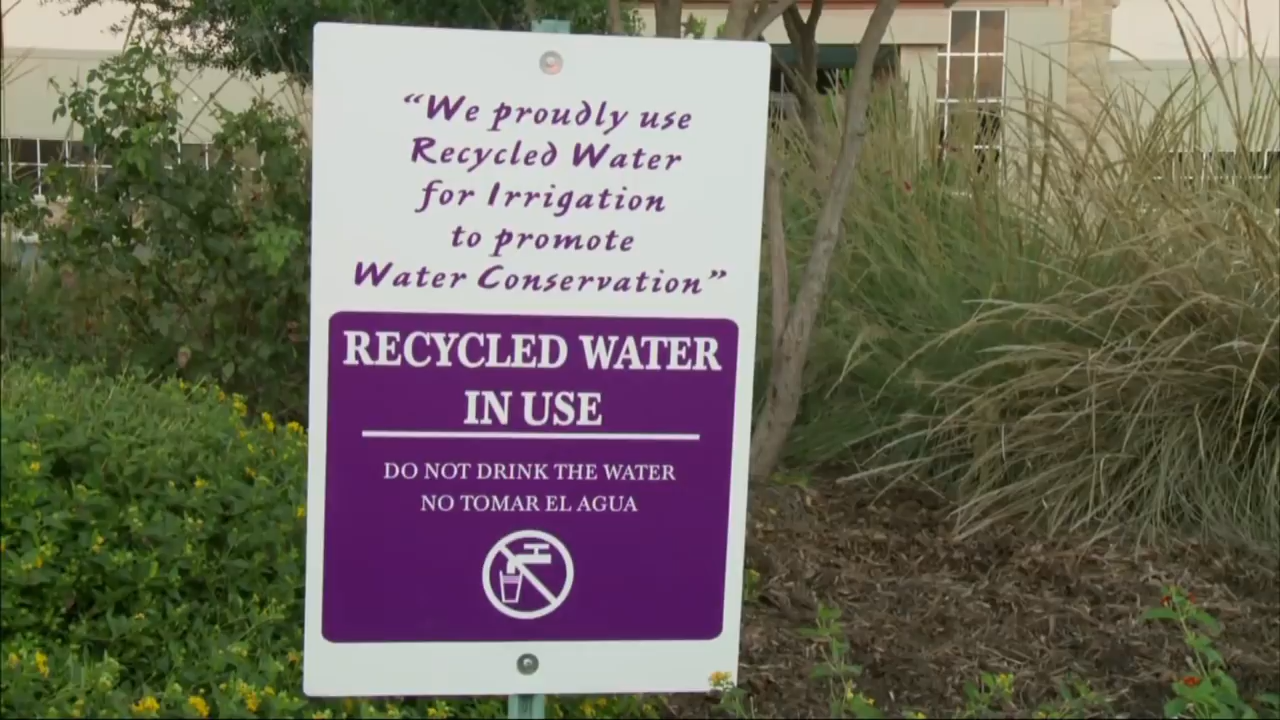 “We proudly use
Recycled Water
for Irrigation
to promote
Water Conservation”
RECYCLED WATER
IN USE
DO NOT DRINK THE WATER
NO TOMAR EL AGUA